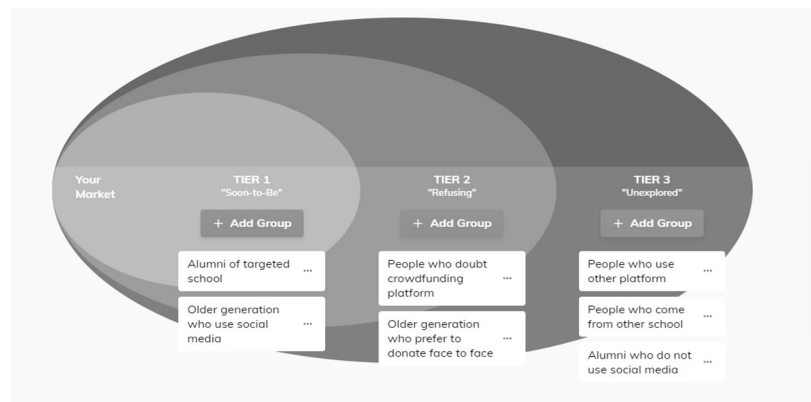 Your
Market
TIER 1
"Soon-to-Be"
+ Add Group
Alumni of targeted
school
...
Older generation
who use social
media
...
TIER 2
"Refusing"
+ Add Group
People who doubt
crowdfunding
platform
...
Older generation
who prefer to
donate face to face
...
TIER 3
"Unexplored"
+ Add Group
People who use
other platform
...
People who come
from other school
...
Alumni who do not
use social media
...